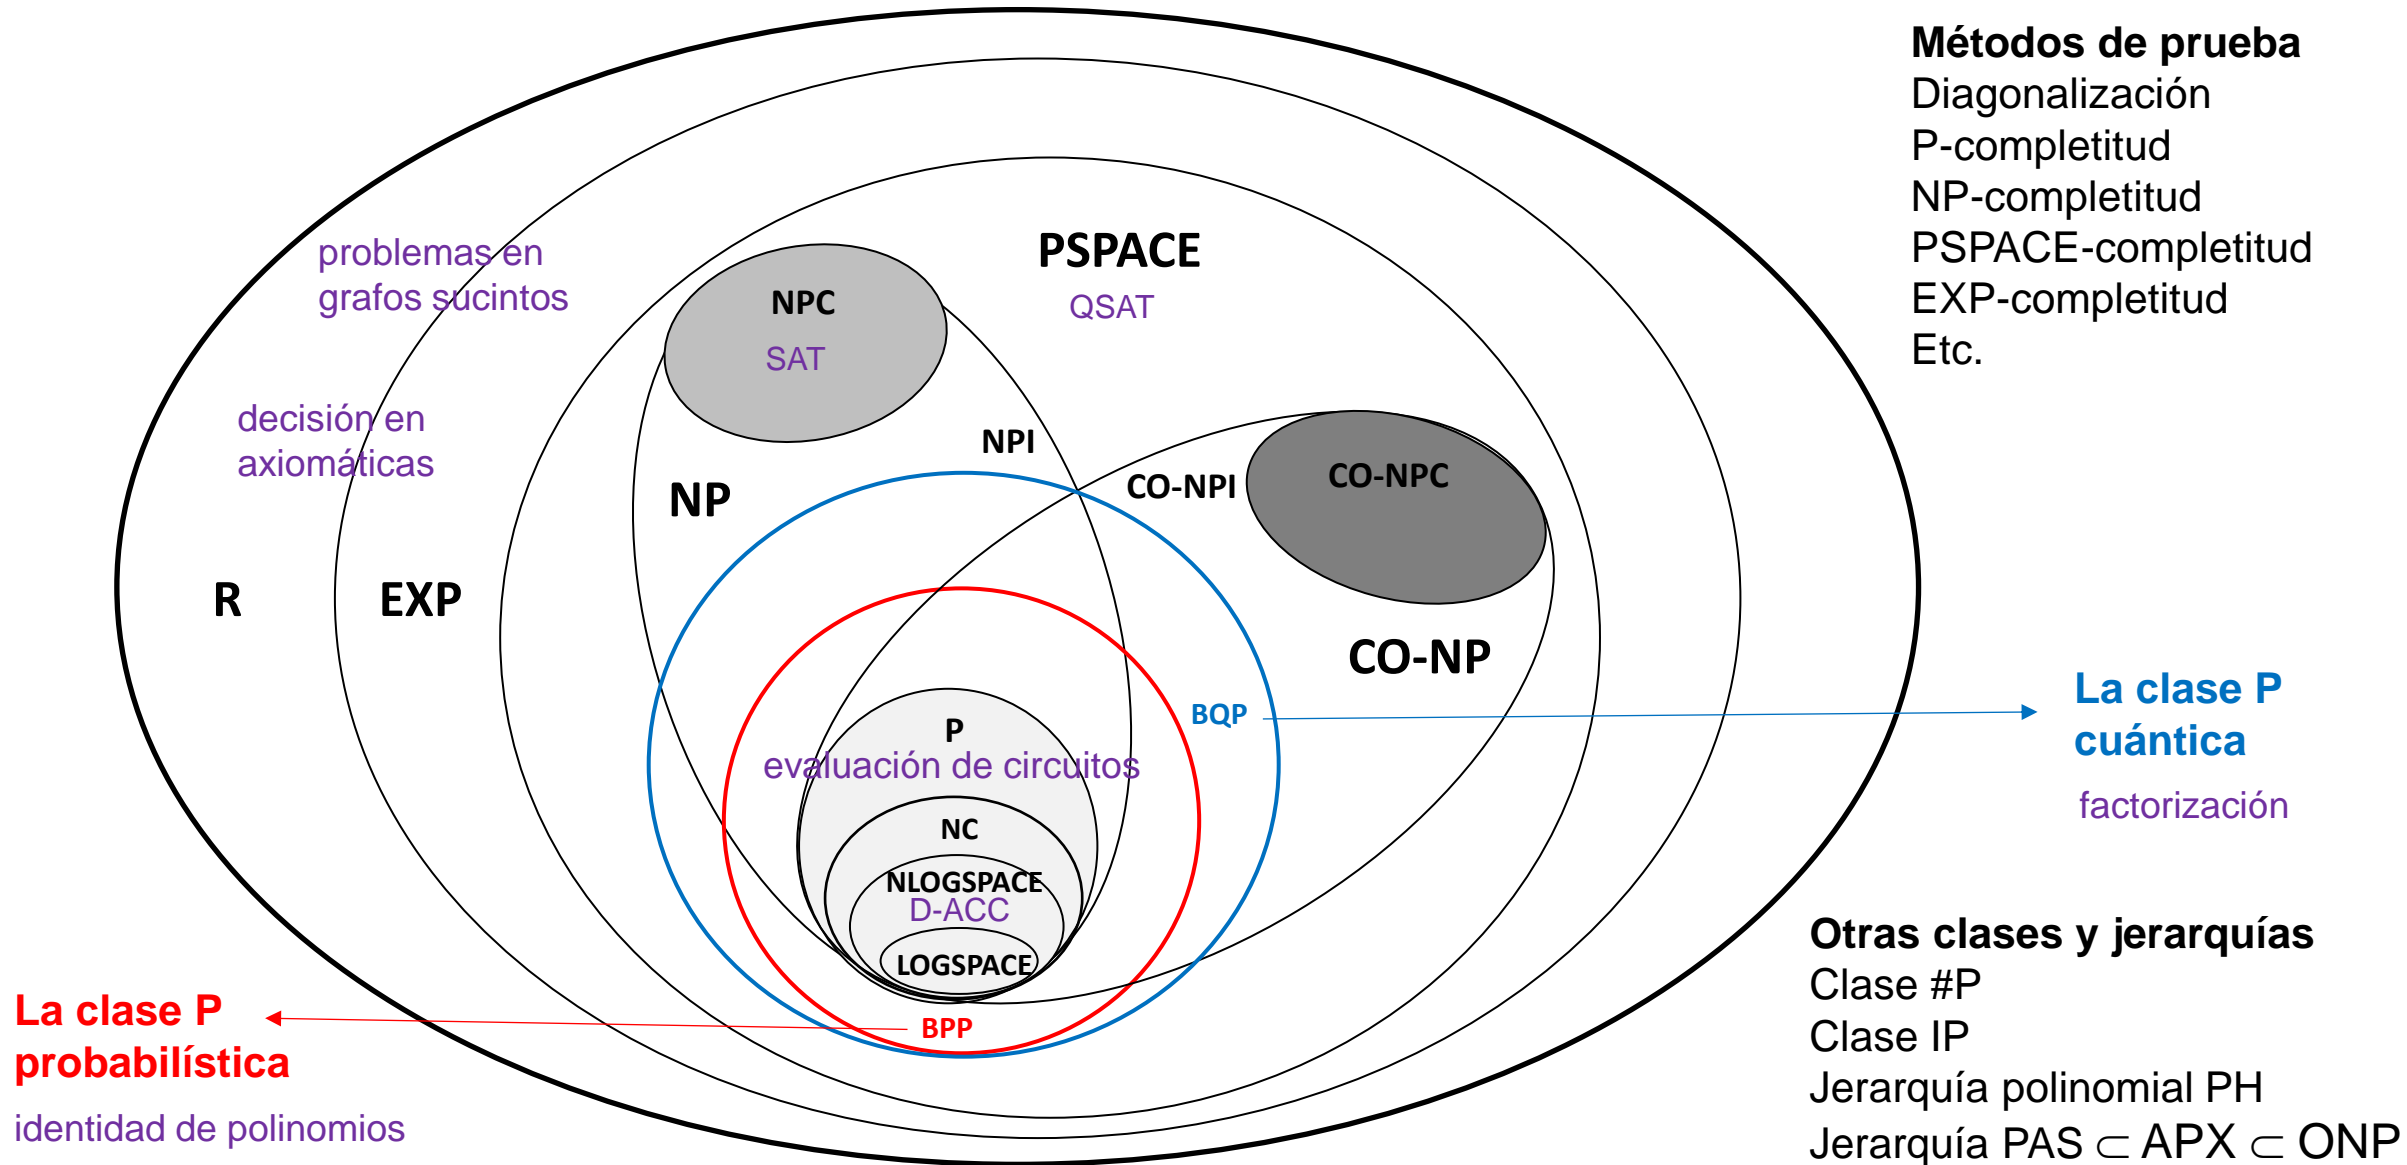 Métodos de prueba
Diagonalización
P-completitud
NP-completitud
PSPACE-completitud
EXP-completitud
Etc.
problemas en
grafos sucintos
PSPACE
QSAT
NPC
SAT
decisión en
axiomáticas
NPI
NP
CO-NPI
CO-NPC
R
EXP
CO-NP
BQP
La clase P
cuántica
factorización
P
evaluación de circuitos
NC
NLOGSPACE
D-ACC
LOGSPACE
BPP
La clase P
probabilística
identidad de polinomios
Otras clases y jerarquías
Clase #P
Clase IP
Jerarquía polinomial PH
Jerarquía PAS ⊂ APX ⊂ ONP